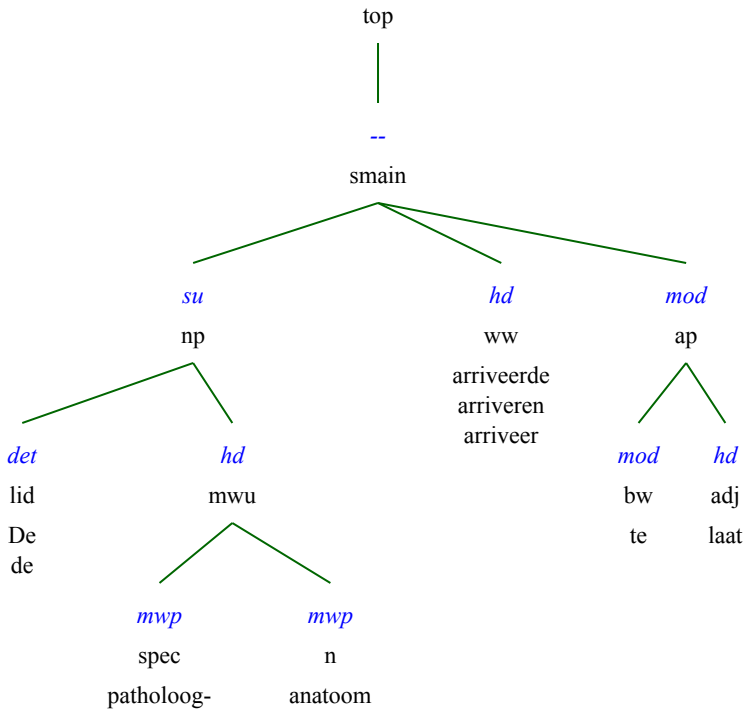 top
--
smain
su hd mod
np ww ap
arriveerde
arriveren
arriveer
det hd mod hd
lid mwu bw adj
De te laat
de
mwp mwp
spec n
patholoog- anatoom